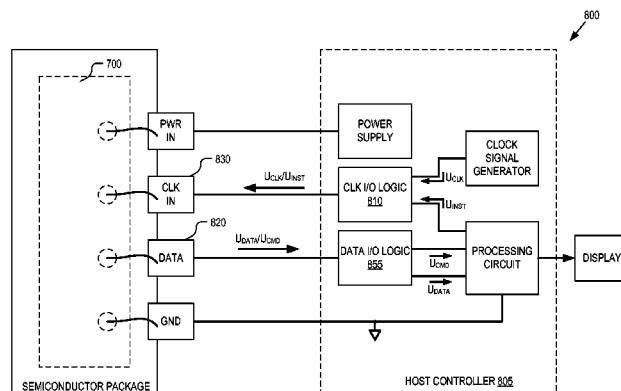 800
700
PWR
IN
POWER
SUPPLY
830
CLK
IN
UCLK/UINST
CLK I/O LOGIC
810
UCLK
UINST
CLOCK
SIGNAL
GENERATOR
820
DATA
UDATA/UCMD
DATA I/O LOGIC
855
UCMD
UDATA
PROCESSING
CIRCUIT
DISPLAY
GND
SEMICONDUCTOR PACKAGE
HOST CONTROLLER 805